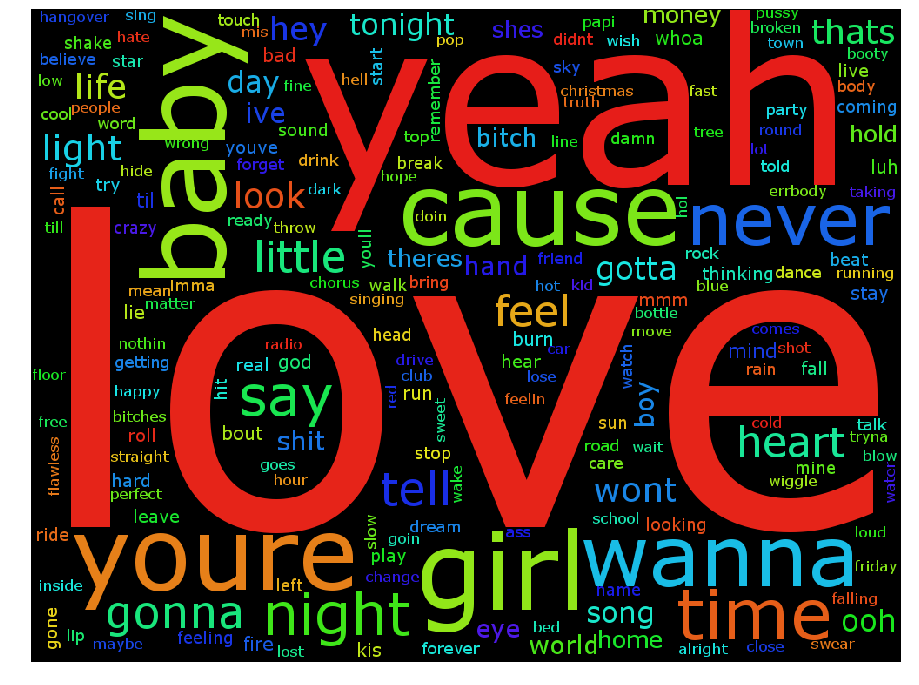 hangover sing touch hey tonight shes papi money pussy
shake hate mis pop didnt wish whoa broken thats
believe star bad start sky town booty
low life baby day fine hell yeah remember christmas fast live body
cool people ive truth party coming
word wrong sound top bitch line damn tree round hold
light youve drink break lol
fight hide forget hope told luh
call try til look dark cause hol errbody taking
till crazy ready throw doin never
little youll theres hand friend gotta rock beat
mean Imma chorus walk bring hot kid thinking dance running
lie matter singing feel mmm blue stay
love bottle
nothin radio head burn move comes
getting real god drive hear car watch mind shot
floor happy hit say club lose rain fall
red run feelin boy
free bitches bout shit sweet sun cold talk
roll stop road wait heart tryna
flawless straight goes wake care mine blow
hard hour tell wont wiggle water
perfect
leave slow dream ass school looking loud
ride youre goin girl wanna
play friday
inside left change name falling
gone gonna night song time ooh
lip feeling eye bed
maybe fire lost kis forever world home alright close swear